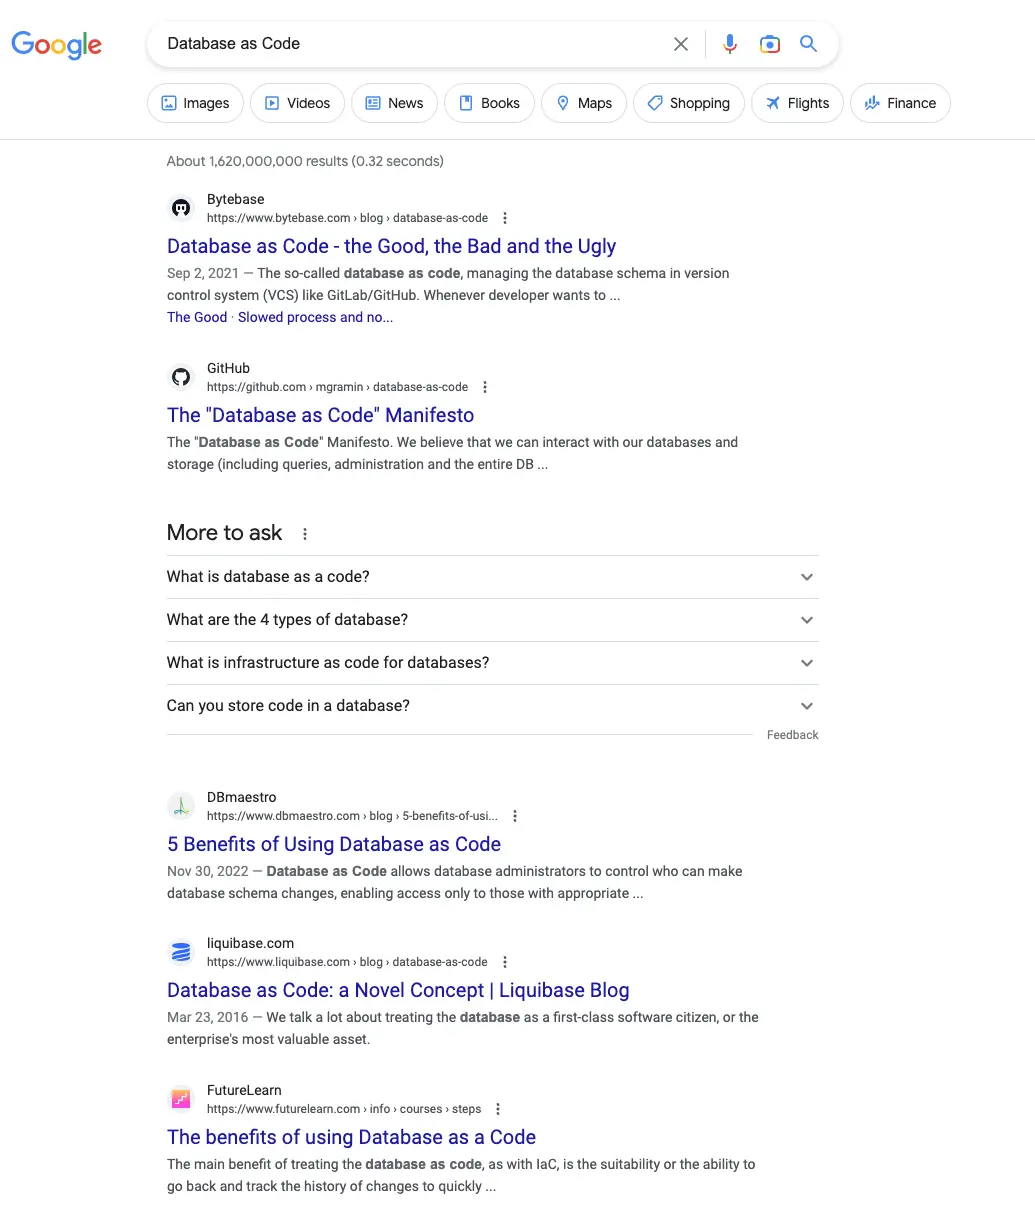 Google
Database as Code
Images Videos News Books Maps Shopping Flights Finance
About 1,620,000,000 results (0.32 seconds)
Bytebase
https://www.bytebase.com › blog › database-as-code
Database as Code - the Good, the Bad and the Ugly
Sep 2, 2021 — The so-called database as code, managing the database schema in version
control system (VCS) like GitLab/GitHub. Whenever developer wants to ...
The Good · Slowed process and no...
GitHub
https://github.com › mgramin › database-as-code
The "Database as Code" Manifesto
The "Database as Code" Manifesto. We believe that we can interact with our databases and
storage (including queries, administration and the entire DB ...
More to ask
What is database as a code?
What are the 4 types of database?
What is infrastructure as code for databases?
Can you store code in a database?
Feedback
DBmaestro
https://www.dbmaestro.com › blog › 5-benefits-of-usi...
5 Benefits of Using Database as Code
Nov 30, 2022 — Database as Code allows database administrators to control who can make
database schema changes, enabling access only to those with appropriate ...
liquibase.com
https://www.liquibase.com › blog › database-as-code
Database as Code: a Novel Concept | Liquibase Blog
Mar 23, 2016 — We talk a lot about treating the database as a first-class software citizen, or the
enterprise's most valuable asset.
FutureLearn
https://www.futurelearn.com › info › courses › steps
The benefits of using Database as a Code
The main benefit of treating the database as code, as with IaC, is the suitability or the ability to
go back and track the history of changes to quickly ...